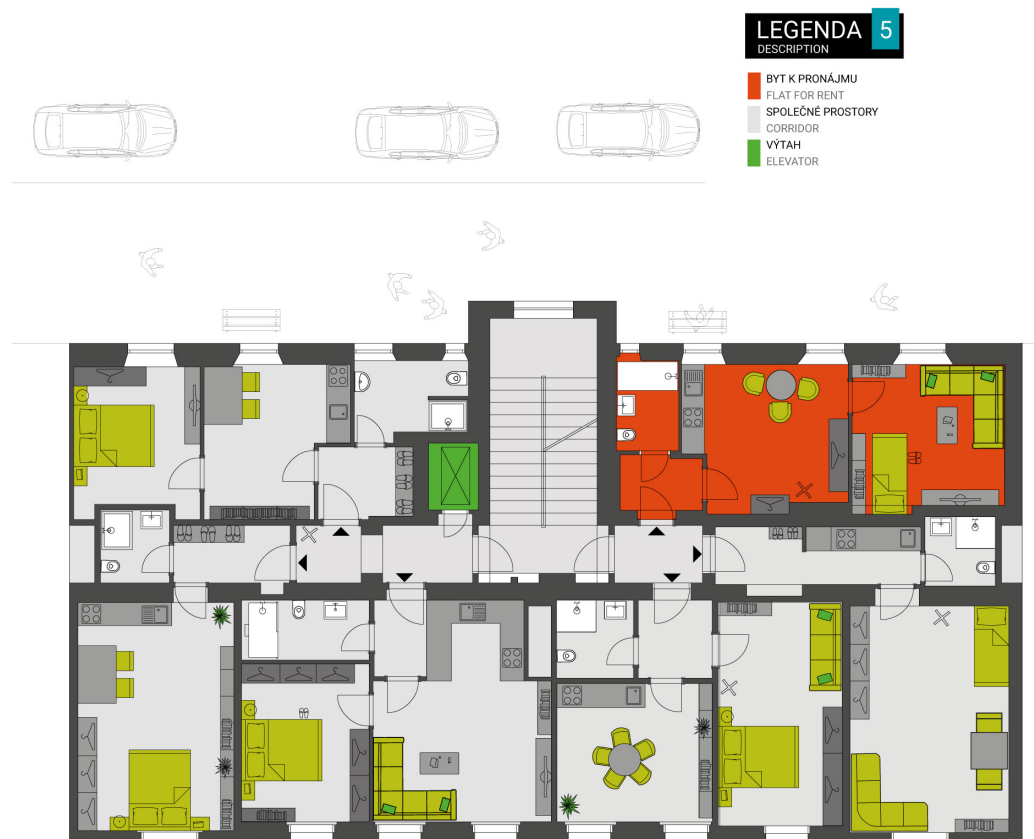 LEGENDA 5
DESCRIPTION
BYT K PRONÁJMU
FLAT FOR RENT
SPOLEČNÉ PROSTORY
CORRIDOR
VÝTAH
ELEVATOR